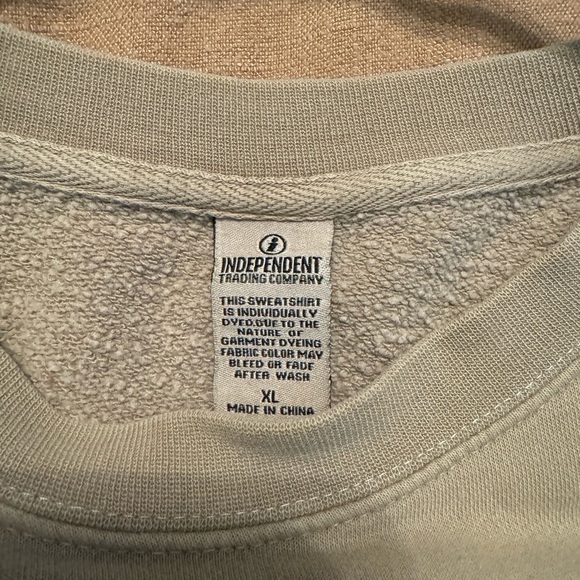 i
INDEPENDENT
TRADING COMPANY
THIS SWEATSHIRT
IS INDIVIDUALLY
DYED.DUE TO THE
NATURE OF
GARMENT DYEING
FABRIC COLOR MAY
BLEED OR FADE
AFTER WASH
XL
MADE IN CHINA